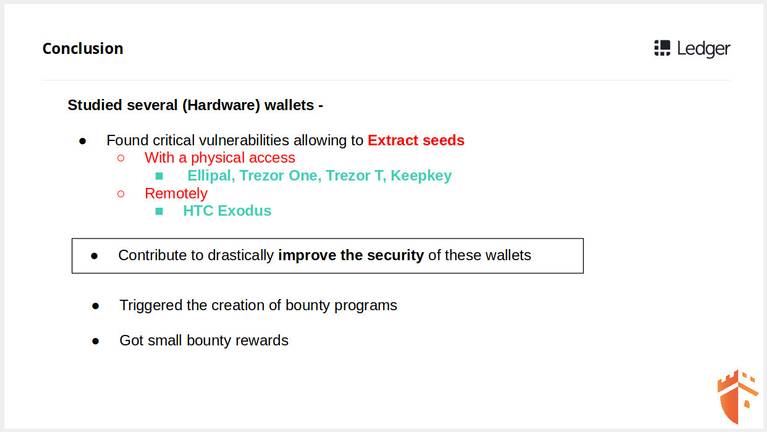 Conclusion
Ledger
Studied several (Hardware) wallets -
● Found critical vulnerabilities allowing to Extract seeds
○ With a physical access
■ Ellipal, Trezor One, Trezor T, Keepkey
○ Remotely
■ HTC Exodus
● Contribute to drastically improve the security of these wallets
● Triggered the creation of bounty programs
● Got small bounty rewards